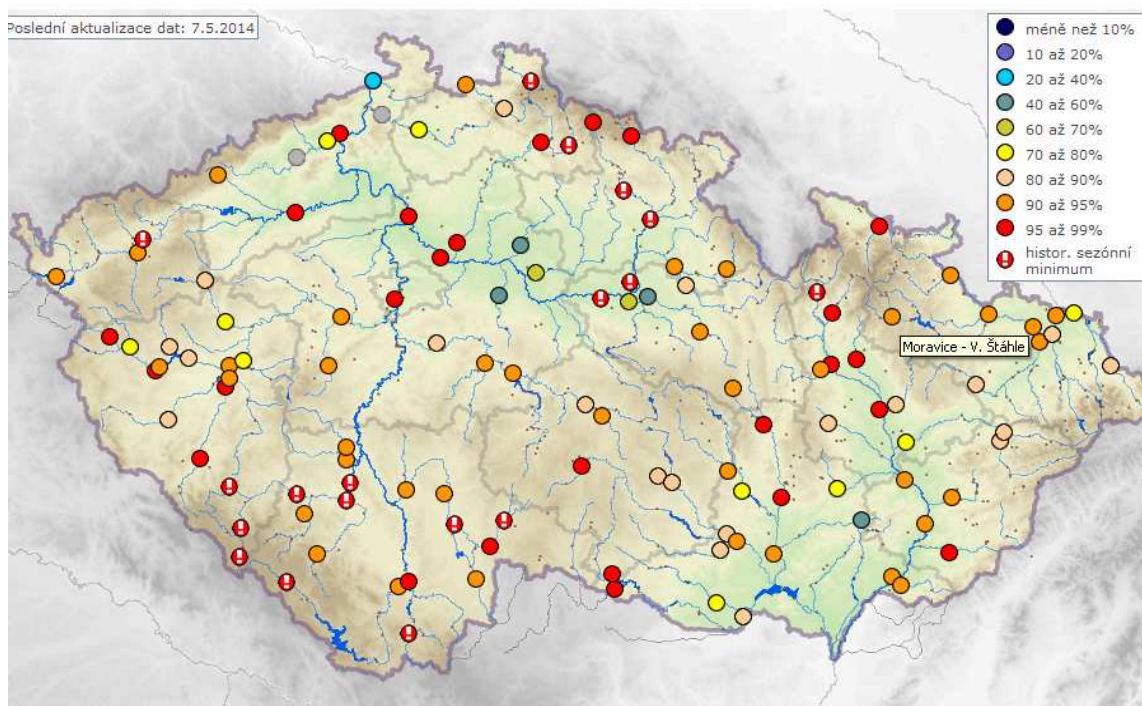 Poslední aktualizace dat: 7.5.2014
méně než 10%
10 až 20%
20 až 40%
40 až 60%
60 až 70%
70 až 80%
80 až 90%
90 až 95%
95 až 99%
histor. sezónní
minimum
Moravice - V. Štáhle